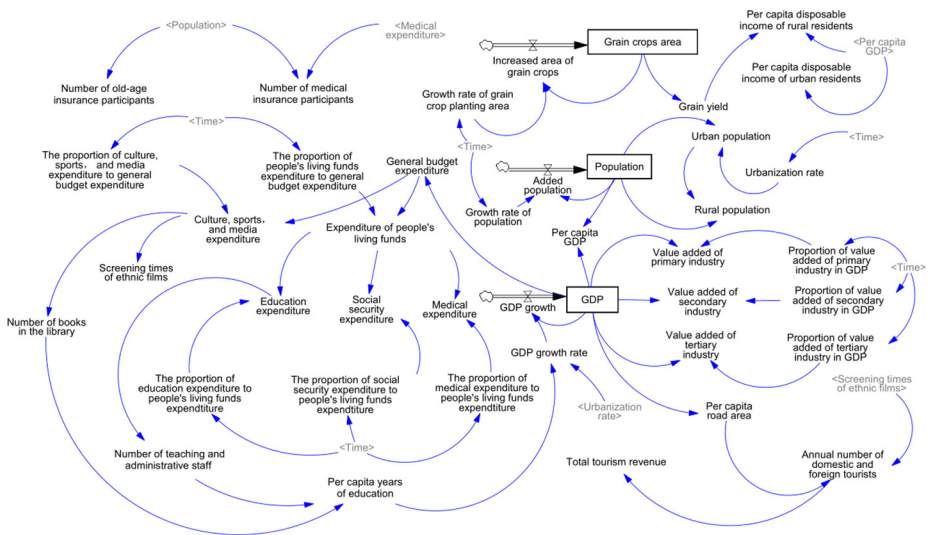 <Population>
<Medical
expenditure>
Number of old-age
insurance participants
Number of medical
insurance participants
Grain crops area
Increased area of
grain crops
Growth rate of grain
crop planting area
Grain yield
Per capita disposable
income of rural residents
<Per capita
GDP>
Per capita disposable
income of urban residents
<Time>
The proportion of culture,
sports, and media
expenditure to general
budget expenditure
The proportion of
people's living funds
expenditure to general
budget expenditure
General budget
expenditure
<Time>
Population
Added
population
Growth rate of
population
Urban population
<Time>
Urbanization rate
Rural population
Culture, sports,
and media
expenditure
Expenditure of people's
living funds
Per capita
GDP
Screening times
of ethnic films
Number of books
in the library
Education
expenditure
Social
security expenditure
Medical
expenditure
GDP growth
GDP
Value added of
primary industry
Proportion of value
added of primary
industry in GDP
<Time>
Value added of
secondary
industry
Proportion of value
added of secondary
industry in GDP
Value added of
tertiary
industry
Proportion of value
added of tertiary
industry in GDP
GDP growth rate
The proportion of
education expenditure to
people's living funds
expendtiture
The proportion of social
security expenditure to
people's living funds
expendtiture
The proportion of
medical expenditure to
people's living funds
expendtiture
<Time>
<Urbanization
rate>
Per capita
road area
<Screening times
of ethnic films>
Number of teaching and
administrative staff
Per capita years
of education
Total tourism revenue
Annual number of
domestic and
foreign tourists